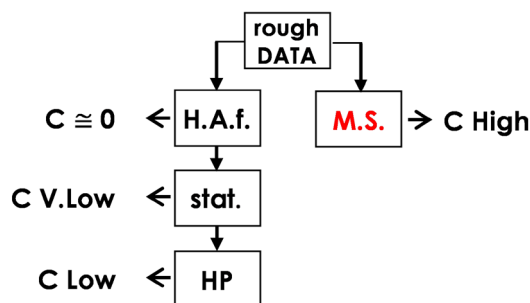 rough
DATA
C ≅ 0
H.A.f.
M.S.
C High
C V.Low
stat.
C Low
HP